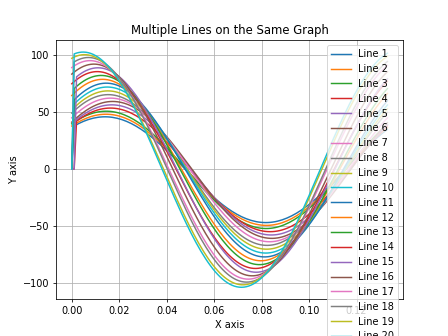 Multiple Lines on the Same Graph
100
50
0
−50
−100
Y axis
0.00
0.02
0.04
0.06
0.08
0.10
X axis
Line 1
Line 2
Line 3
Line 4
Line 5
Line 6
Line 7
Line 8
Line 9
Line 10
Line 11
Line 12
Line 13
Line 14
Line 15
Line 16
Line 17
Line 18
Line 19
Line 20